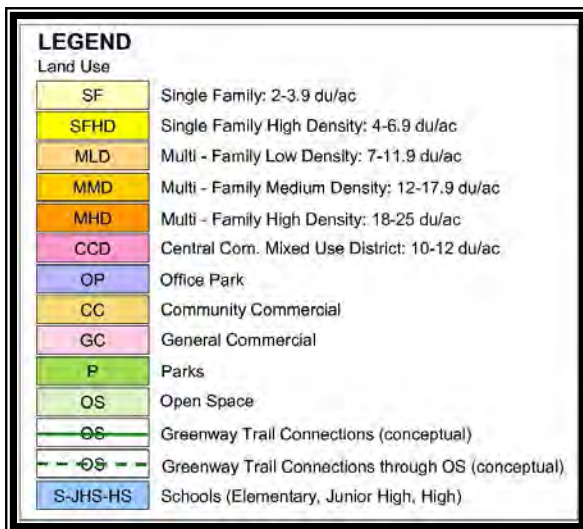 LEGEND
Land Use
SF Single Family: 2-3.9 du/ac
SFHD Single Family High Density: 4-6.9 du/ac
MLD Multi - Family Low Density: 7-11.9 du/ac
MMD Multi - Family Medium Density: 12-17.9 du/ac
MHD Multi - Family High Density: 18-25 du/ac
CCD Central Com. Mixed Use District: 10-12 du/ac
OP Office Park
CC Community Commercial
GC General Commercial
P Parks
OS Open Space
OS Greenway Trail Connections (conceptual)
OS Greenway Trail Connections through OS (conceptual)
S-JHS-HS Schools (Elementary, Junior High, High)